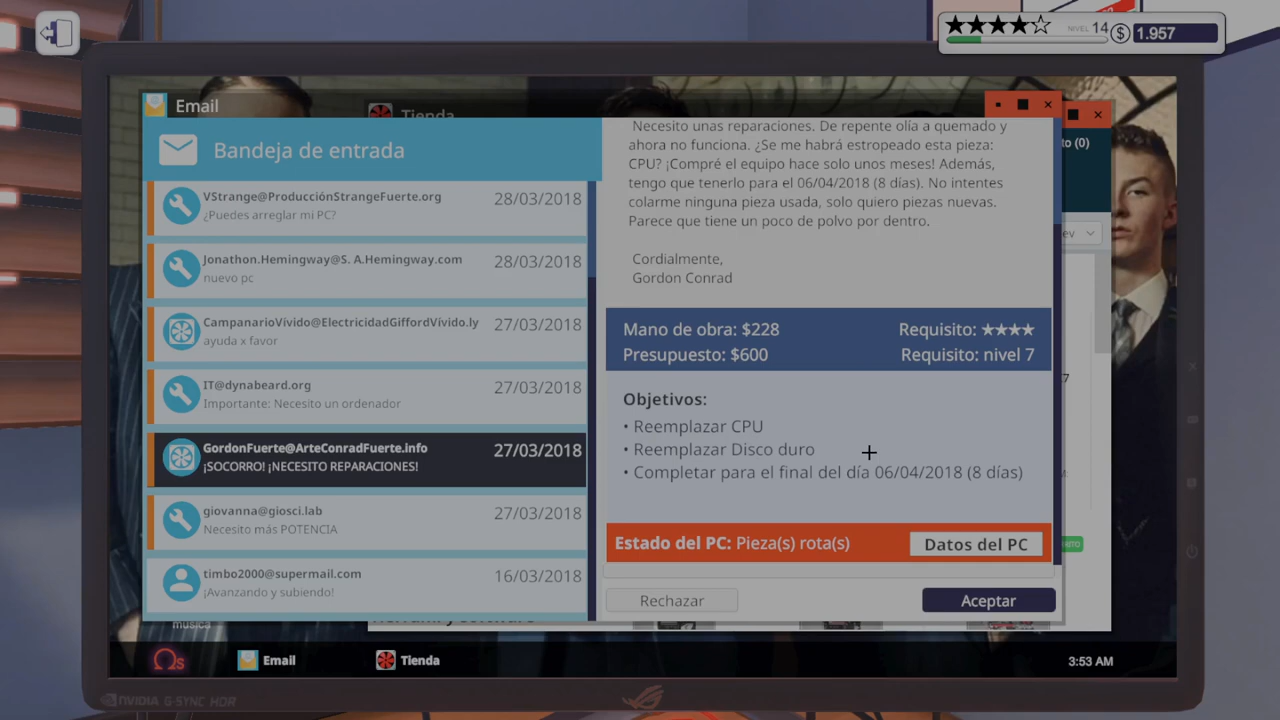 NIVEL 14
$ 1.957
Email
Tienda
Bandeja de entrada
VStrange@ProducciónStrangeFuerte.org 28/03/2018
¿Puedes arreglar mi PC?
Jonathon.Hemingway@S. A.Hemingway.com 28/03/2018
nuevo pc
CampanarioVívido@ElectricidadGiffordVívido.ly 27/03/2018
ayuda x favor
IT@dynabeard.org 27/03/2018
Importante: Necesito un ordenador
GordonFuerte@ArteConradFuerte.info 27/03/2018
¡SOCORRO! ¡NECESITO REPARACIONES!
giovanna@giosci.lab 27/03/2018
Necesito más POTENCIA
timbo2000@supermail.com 16/03/2018
¡Avanzando y subiendo!
Necesito unas reparaciones. De repente olía a quemado y
ahora no funciona. ¿Se me habrá estropeado esta pieza:
CPU? ¡Compré el equipo hace solo unos meses! Además,
tengo que tenerlo para el 06/04/2018 (8 días). No intentes
colarme ninguna pieza usada, solo quiero piezas nuevas.
Parece que tiene un poco de polvo por dentro.
Cordialmente,
Gordon Conrad
Mano de obra: $228 Requisito: ★★★★
Presupuesto: $600 Requisito: nivel 7
Objetivos:
• Reemplazar CPU
• Reemplazar Disco duro
• Completar para el final del día 06/04/2018 (8 días)
Estado del PC: Pieza(s) rota(s) Datos del PC
Rechazar Aceptar
to (0)
ev
7
música
Ωs Email Tienda 3:53 AM
NVIDIA G-SYNC HDR